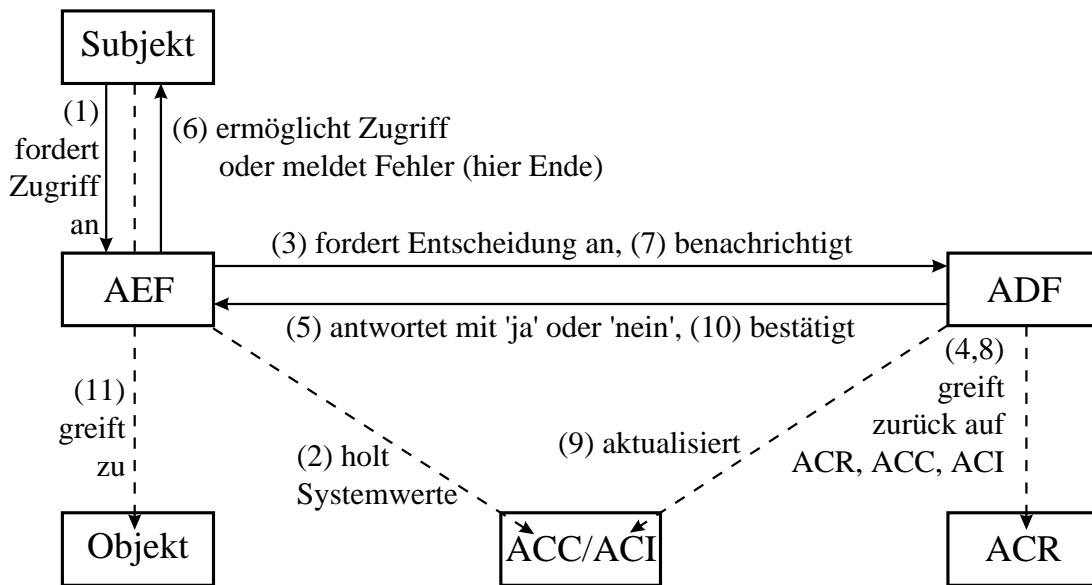 Subjekt
(1)
fordert
Zugriff
an
(6) ermöglicht Zugriff
oder meldet Fehler (hier Ende)
(3) fordert Entscheidung an, (7) benachrichtigt
AEF
ADF
(5) antwortet mit 'ja' oder 'nein', (10) bestätigt
(11)
greift
zu
(2) holt
Systemwerte
(9) aktualisiert
(4,8)
greift
zurück auf
ACR, ACC, ACI
Objekt
ACC/ACI
ACR